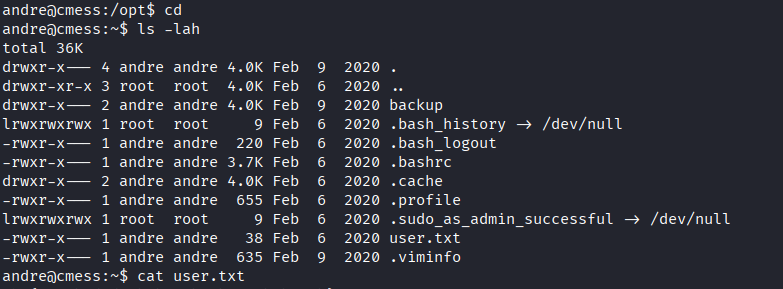 andre@cmess:/opt$ cd
andre@cmess:~$ ls -lah
total 36K
drwxr-x--- 4 andre andre 4.0K Feb  9  2020 .
drwxr-xr-x 3 root  root  4.0K Feb  6  2020 ..
drwxr-x--- 2 andre andre 4.0K Feb  9  2020 backup
lrwxrwxrwx 1 root  root     9 Feb  6  2020 .bash_history -> /dev/null
-rwxr-x--- 1 andre andre  220 Feb  6  2020 .bash_logout
-rwxr-x--- 1 andre andre 3.7K Feb  6  2020 .bashrc
drwxr-x--- 2 andre andre 4.0K Feb  6  2020 .cache
-rwxr-x--- 1 andre andre  655 Feb  6  2020 .profile
lrwxrwxrwx 1 root  root     9 Feb  6  2020 .sudo_as_admin_successful -> /dev/null
-rwxr-x--- 1 andre andre   38 Feb  6  2020 user.txt
-rwxr-x--- 1 andre andre  635 Feb  9  2020 .viminfo
andre@cmess:~$ cat user.txt